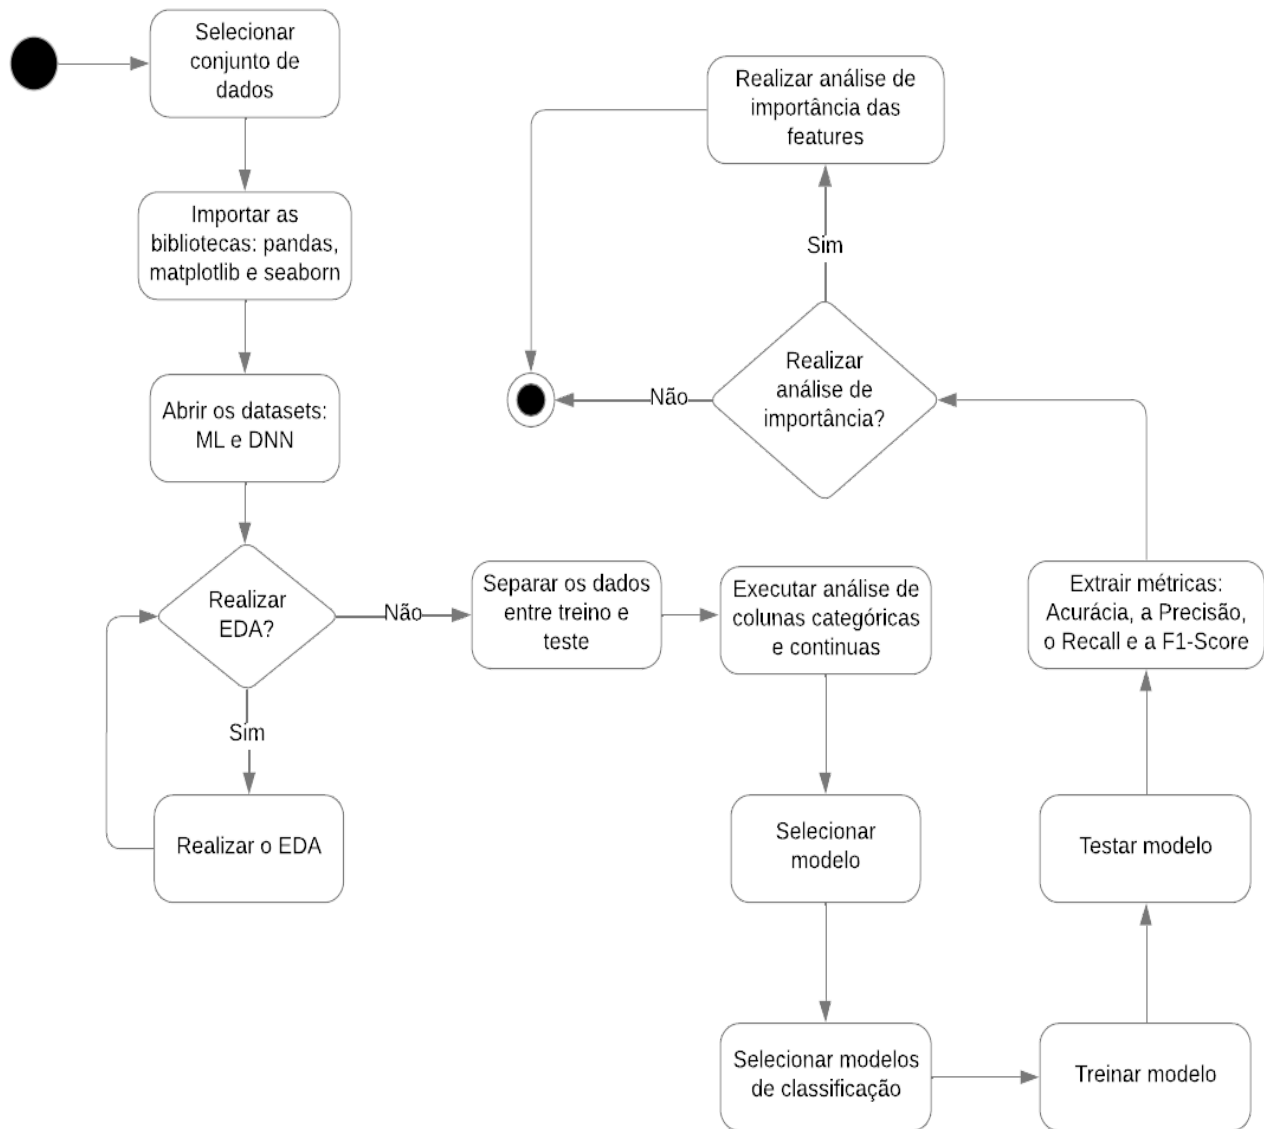 Selecionar
conjunto de
dados
Importar as
bibliotecas: pandas,
matplotlib e seaborn
Abrir os datasets:
ML e DNN
Realizar
EDA?
Sim
Realizar o EDA
Não
Separar os dados
entre treino e
teste
Executar análise de
colunas categóricas
e continuas
Selecionar
modelo
Selecionar modelos
de classificação
Treinar modelo
Testar modelo
Extrair métricas:
Acurácia, a Precisão,
o Recall e a F1-Score
Realizar
análise de
importância?
Sim
Realizar análise de
importância das
features
Não